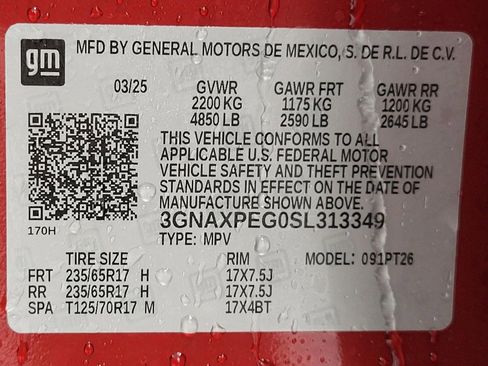 gm
MFD BY GENERAL MOTORS DE MEXICO, S. DE R.L. DE C.V.
03/25 GVWR GAWR FRT GAWR RR
2200 KG 1175 KG 1200 KG
4850 LB 2590 LB 2645 LB
THIS VEHICLE CONFORMS TO ALL
APPLICABLE U.S. FEDERAL MOTOR
VEHICLE SAFETY AND THEFT PREVENTION
STANDARDS IN EFFECT ON THE DATE OF
MANUFACTURE SHOWN ABOVE.
170H
3GNAXPEG0SL313349
TYPE: MPV
TIRE SIZE RIM MODEL: 091PT26
FRT 235/65R17 H 17X7.5J
RR 235/65R17 H 17X7.5J
SPA T125/70R17 M 17X4BT